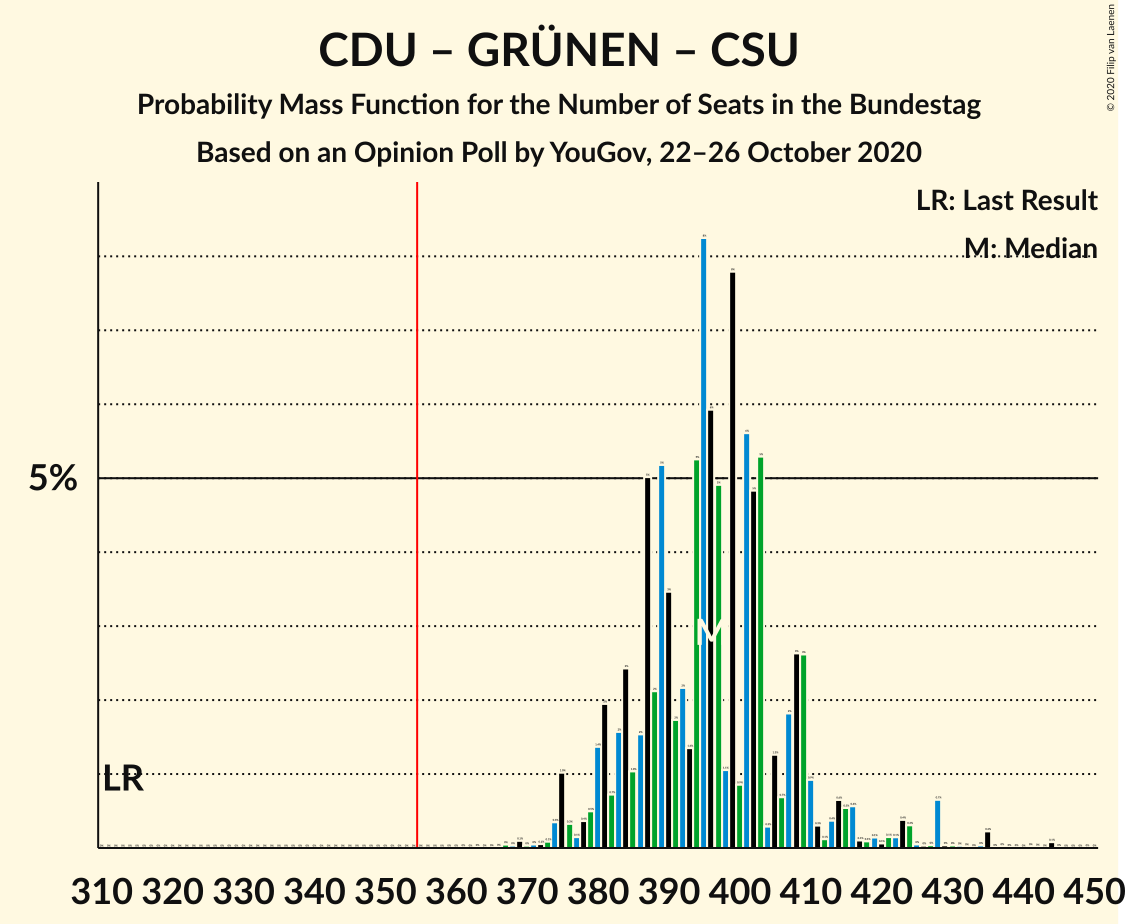 CDU – GRÜNEN – CSU
Probability Mass Function for the Number of Seats in the Bundestag
Based on an Opinion Poll by YouGov, 22–26 October 2020
© 2020 Filip van Laenen
LR: Last Result
M: Median
5%
M
LR
310 320 330 340 350 360 370 380 390 400 410 420 430 440 450